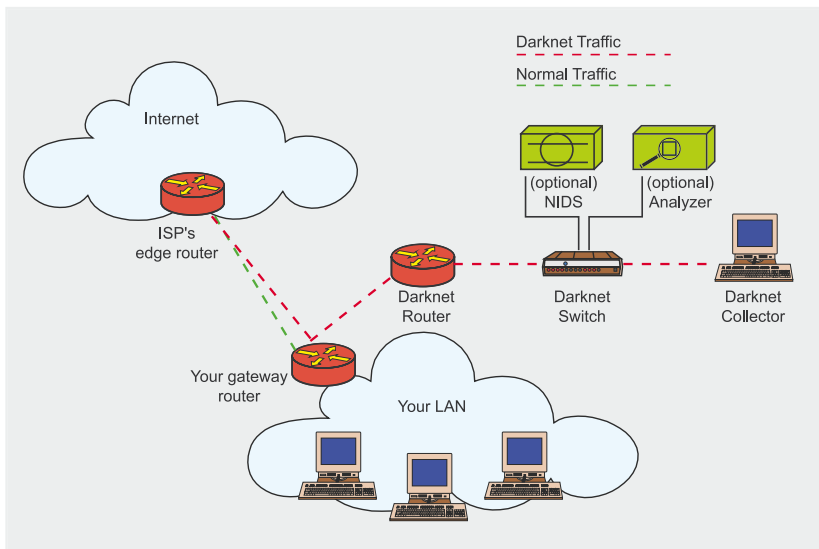 Darknet Traffic
Normal Traffic
Internet
ISP's
edge router
(optional)
NIDS
(optional)
Analyzer
Darknet
Router
Darknet
Switch
Darknet
Collector
Your gateway
router
Your LAN